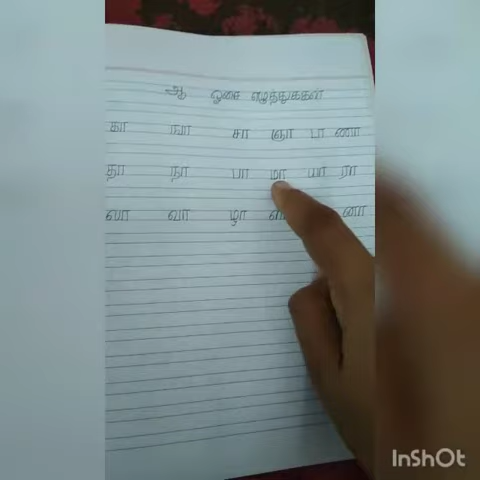 ஆ ஓசை எழுத்துக்கள்
கா ஙா சா ஞா டா ணா
தா நா பா மா யா ரா
லா வா ழா னா
InShOt